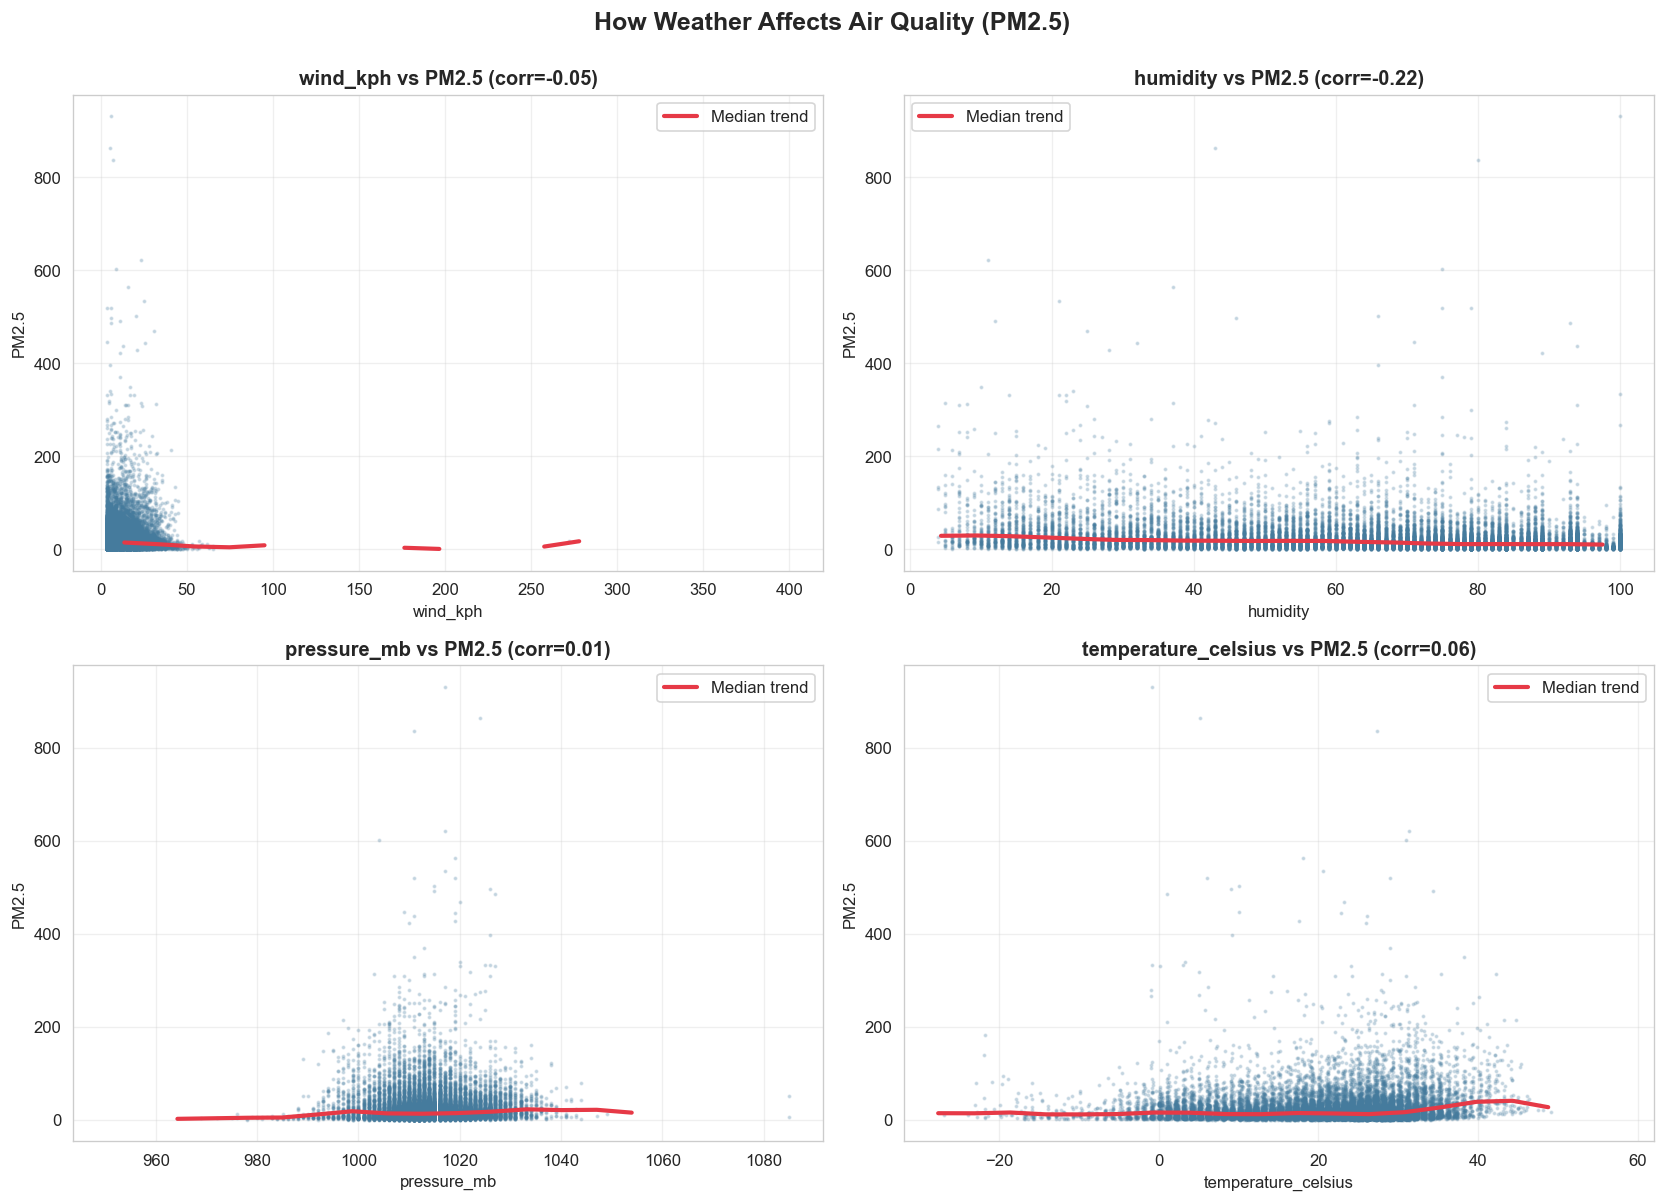 How Weather Affects Air Quality (PM2.5)
wind_kph vs PM2.5 (corr=-0.05)
Median trend
800
600
400
200
0
PM2.5
0 50 100 150 200 250 300 350 400
wind_kph
humidity vs PM2.5 (corr=-0.22)
Median trend
800
600
400
200
0
PM2.5
0 20 40 60 80 100
humidity
pressure_mb vs PM2.5 (corr=0.01)
Median trend
800
600
400
200
0
PM2.5
960 980 1000 1020 1040 1060 1080
pressure_mb
temperature_celsius vs PM2.5 (corr=0.06)
Median trend
800
600
400
200
0
PM2.5
−20 0 20 40 60
temperature_celsius